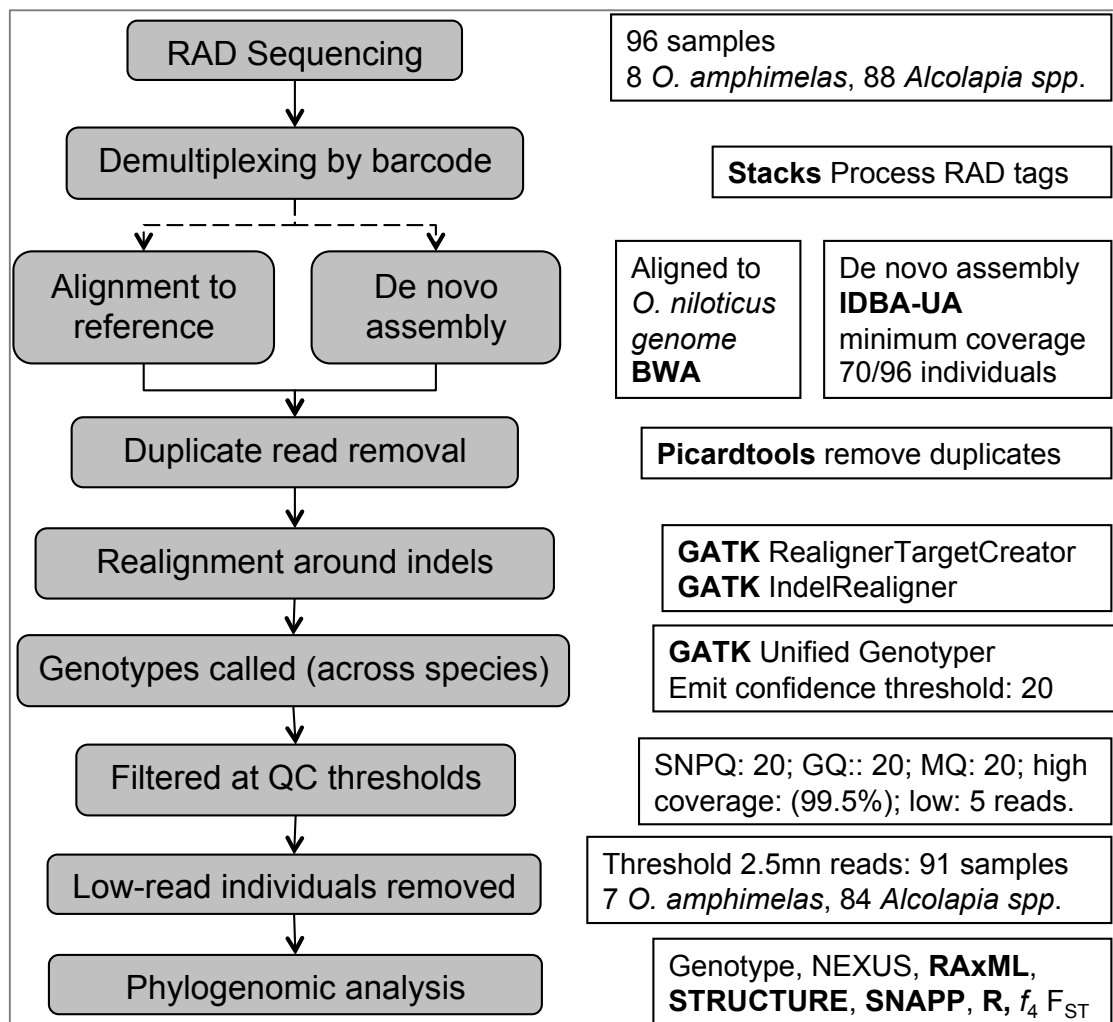 RAD Sequencing
96 samples
8 O. amphimelas, 88 Alcolapia spp.
Demultiplexing by barcode
Stacks Process RAD tags
Alignment to
reference
De novo
assembly
Aligned to
O. niloticus
genome
BWA
De novo assembly
IDBA-UA
minimum coverage
70/96 individuals
Duplicate read removal
Picardtools remove duplicates
Realignment around indels
GATK RealignerTargetCreator
GATK IndelRealigner
Genotypes called (across species)
GATK Unified Genotyper
Emit confidence threshold: 20
Filtered at QC thresholds
SNPQ: 20; GQ:: 20; MQ: 20; high
coverage: (99.5%); low: 5 reads.
Low-read individuals removed
Threshold 2.5mn reads: 91 samples
7 O. amphimelas, 84 Alcolapia spp.
Phylogenomic analysis
Genotype, NEXUS, RAxML,
STRUCTURE, SNAPP, R, f4 FST